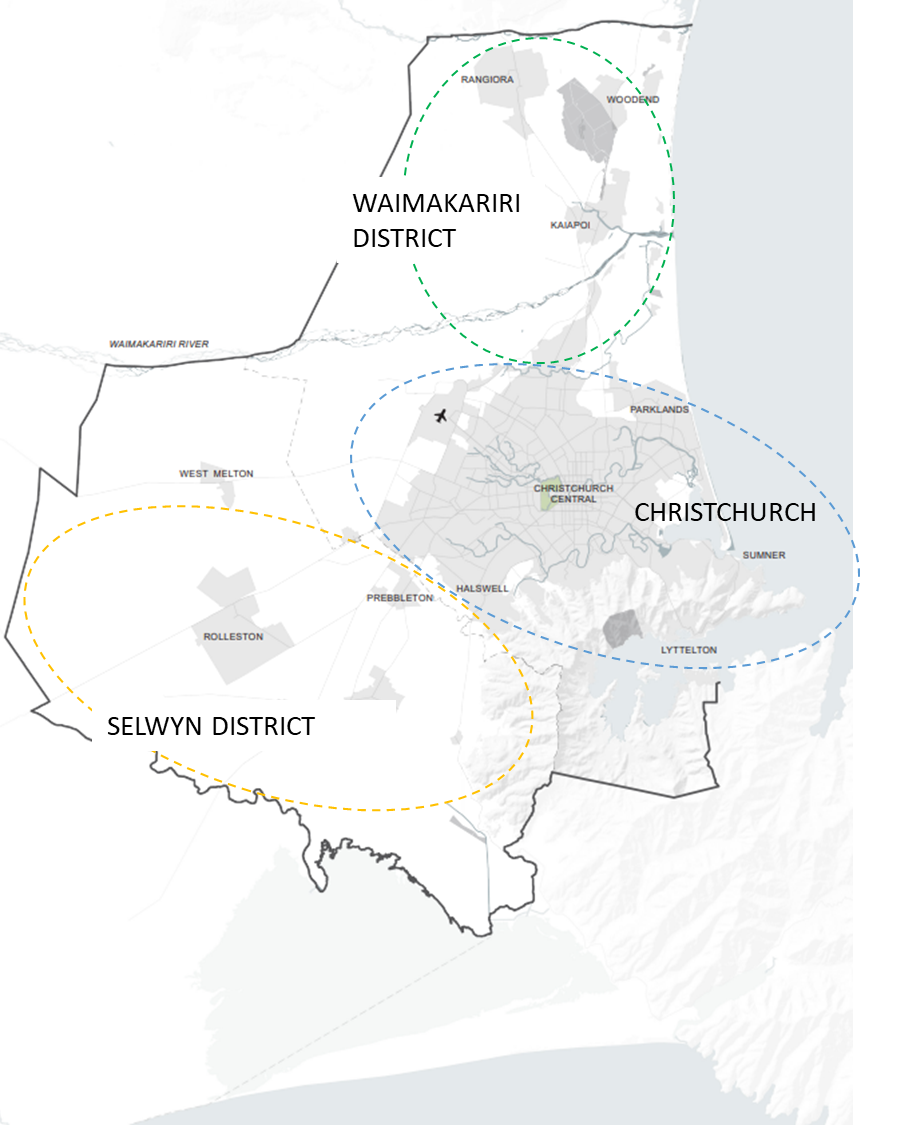 RANGIORA
WOODEND
WAIMAKARIRI
DISTRICT
KAIAPOI
WAIMAKARIRI RIVER
PARKLANDS
WEST MELTON
CHRISTCHURCH
CENTRAL
CHRISTCHURCH
SUMNER
HALSWELL
PREBBLETON
ROLLESTON
LYTTELTON
SELWYN DISTRICT